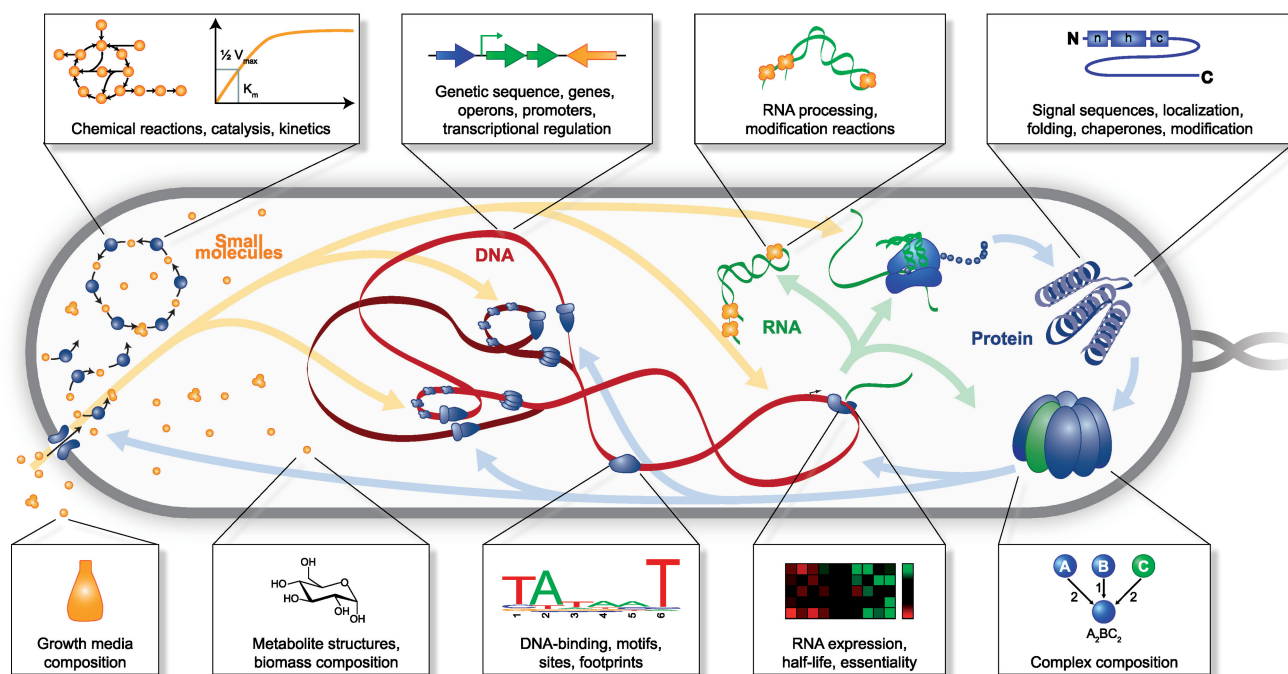 ½ Vmax
Km
Chemical reactions, catalysis, kinetics
Genetic sequence, genes,
operons, promoters,
transcriptional regulation
RNA processing,
modification reactions
N n h c
C
Signal sequences, localization,
folding, chaperones, modification
Small
molecules
DNA
RNA
Protein
Growth media
composition
OH
HO
O
HO
OH
OH
Metabolite structures,
biomass composition
TAT T
1 2 3 4 5 6
DNA-binding, motifs,
sites, footprints
RNA expression,
half-life, essentiality
A B C
2 1 2
A₂BC₂
Complex composition